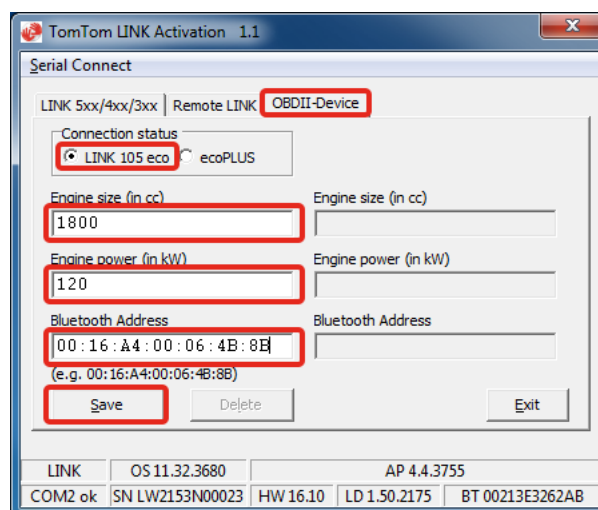 TomTom LINK Activation 1.1
Serial Connect
LINK 5xx/4xx/3xx Remote LINK OBDII-Device
Connection status
LINK 105 eco ecoPLUS
Engine size (in cc) Engine size (in cc)
1800
Engine power (in kW) Engine power (in kW)
120
Bluetooth Address Bluetooth Address
00:16:A4:00:06:4B:8B
(e.g. 00:16:A4:00:06:4B:8B)
Save Delete Exit
LINK OS 11.32.3680 AP 4.4.3755
COM2 ok SN LW2153N00023 HW 16.10 LD 1.50.2175 BT 00213E3262AB